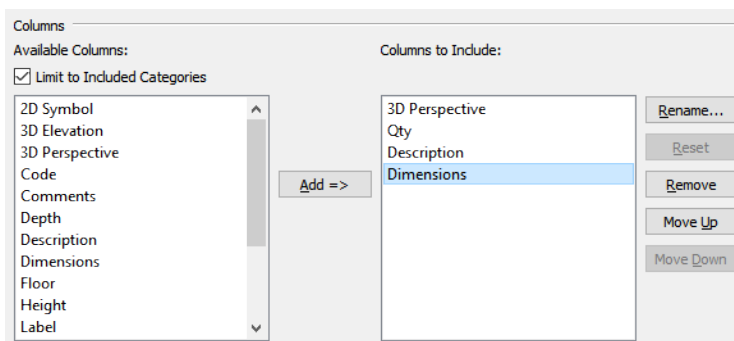 Columns
Available Columns:
Columns to Include:
Limit to Included Categories
2D Symbol
3D Elevation
3D Perspective
Code
Comments
Depth
Description
Dimensions
Floor
Height
Label
Add =>
3D Perspective
Qty
Description
Dimensions
Rename...
Reset
Remove
Move Up
Move Down